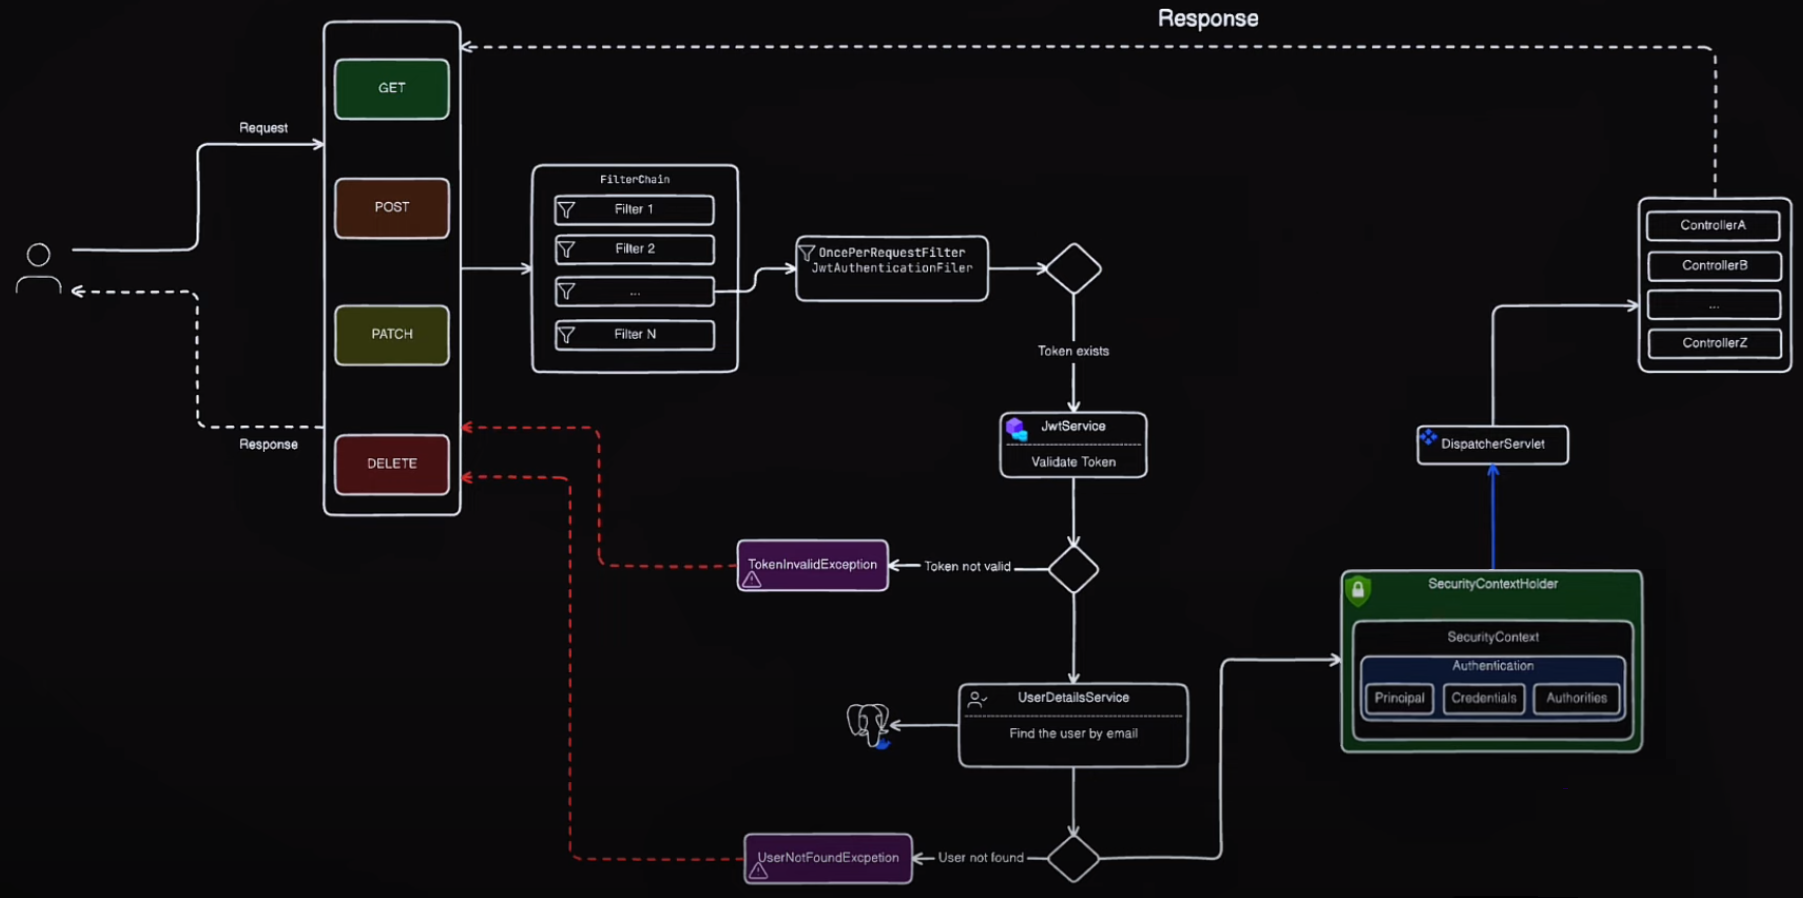 Response
GET
Request
POST
PATCH
Response
DELETE
FilterChain
Filter 1
Filter 2
...
Filter N
OncePerRequestFilter
JwtAuthenticationFiler
Token exists
JwtService
Validate Token
TokenInvalidException
Token not valid
UserDetailsService
Find the user by email
UserNotFoundExcpetion
User not found
SecurityContextHolder
SecurityContext
Authentication
Principal
Credentials
Authorities
DispatcherServlet
ControllerA
ControllerB
...
ControllerZ